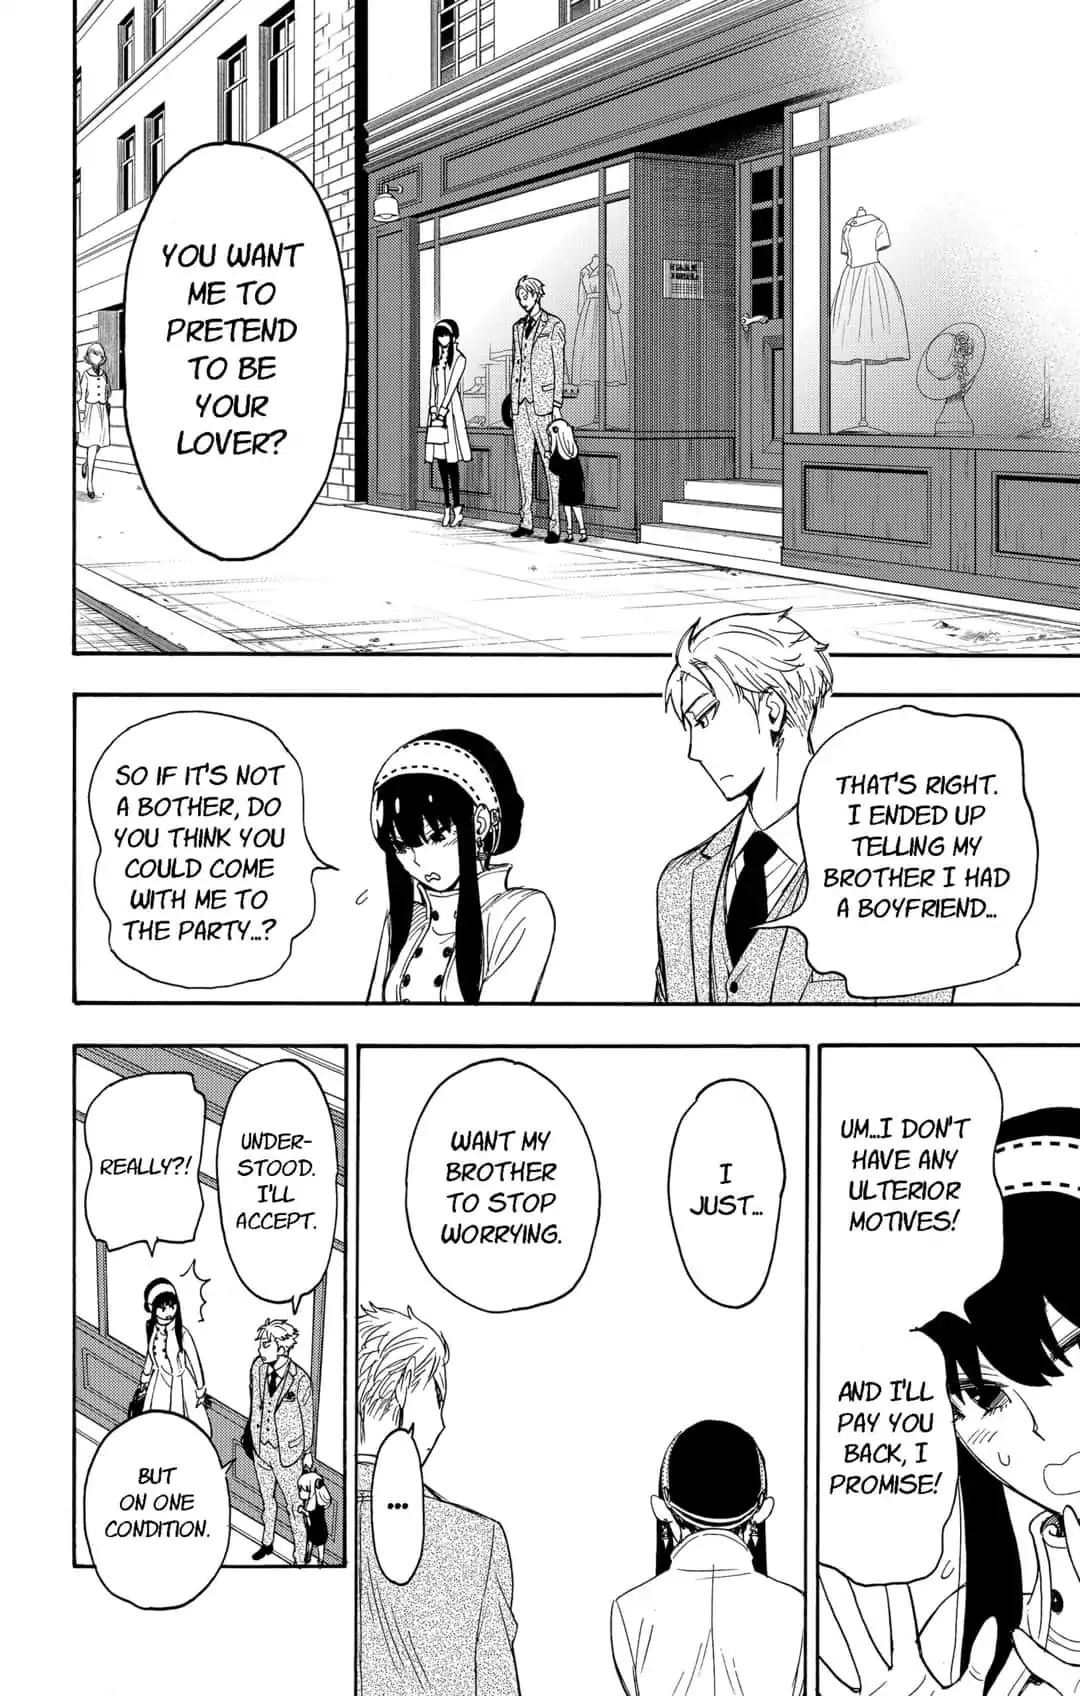 YOU WANT
ME TO
PRETEND
TO BE
YOUR
LOVER?
THAT'S RIGHT.
I ENDED UP
TELLING MY
BROTHER I HAD
A BOYFRIEND...
SO IF IT'S NOT
A BOTHER, DO
YOU THINK YOU
COULD COME
WITH ME TO
THE PARTY...?
UM...I DON'T
HAVE ANY
ULTERIOR
MOTIVES!
AND I'LL
PAY YOU
BACK, I
PROMISE!
I
JUST...
WANT MY
BROTHER
TO STOP
WORRYING.
...
UNDER-
STOOD.
I'LL
ACCEPT.
REALLY?!
BUT
ON ONE
CONDITION.